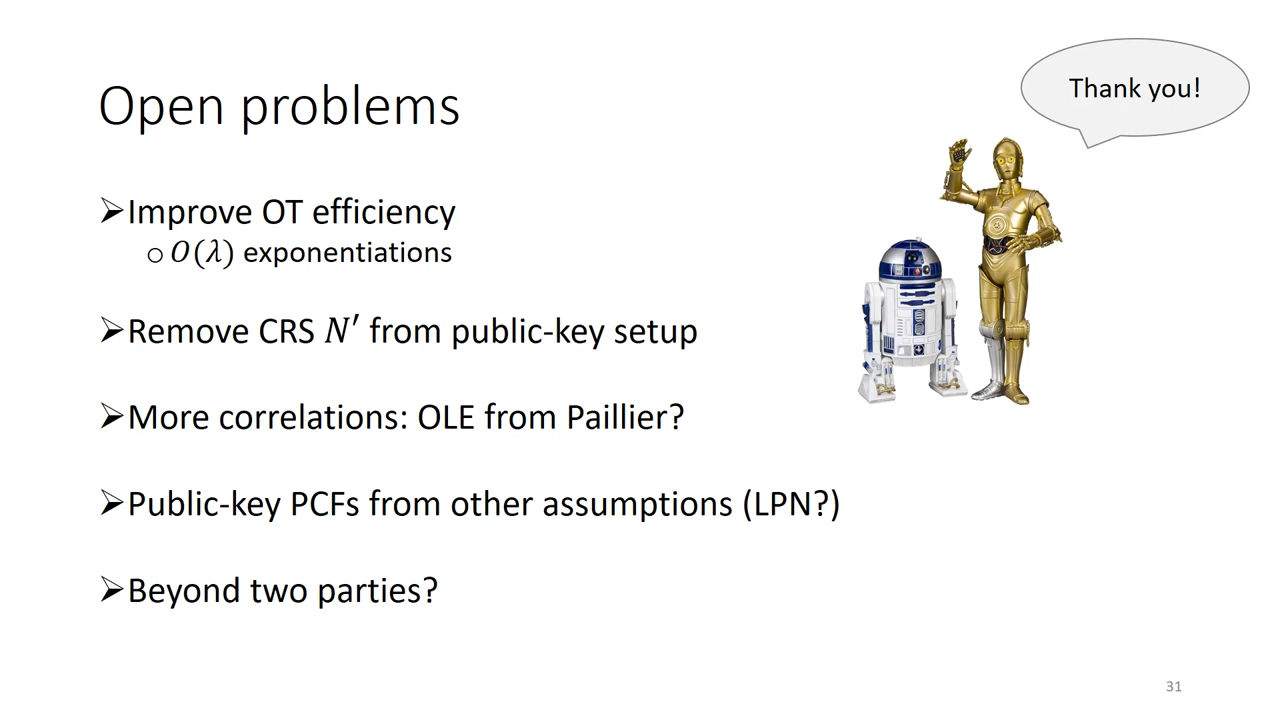 Thank you!
Open problems
➢Improve OT efficiency
○ O(λ) exponentiations
➢Remove CRS N′ from public-key setup
➢More correlations: OLE from Paillier?
➢Public-key PCFs from other assumptions (LPN?)
➢Beyond two parties?
31